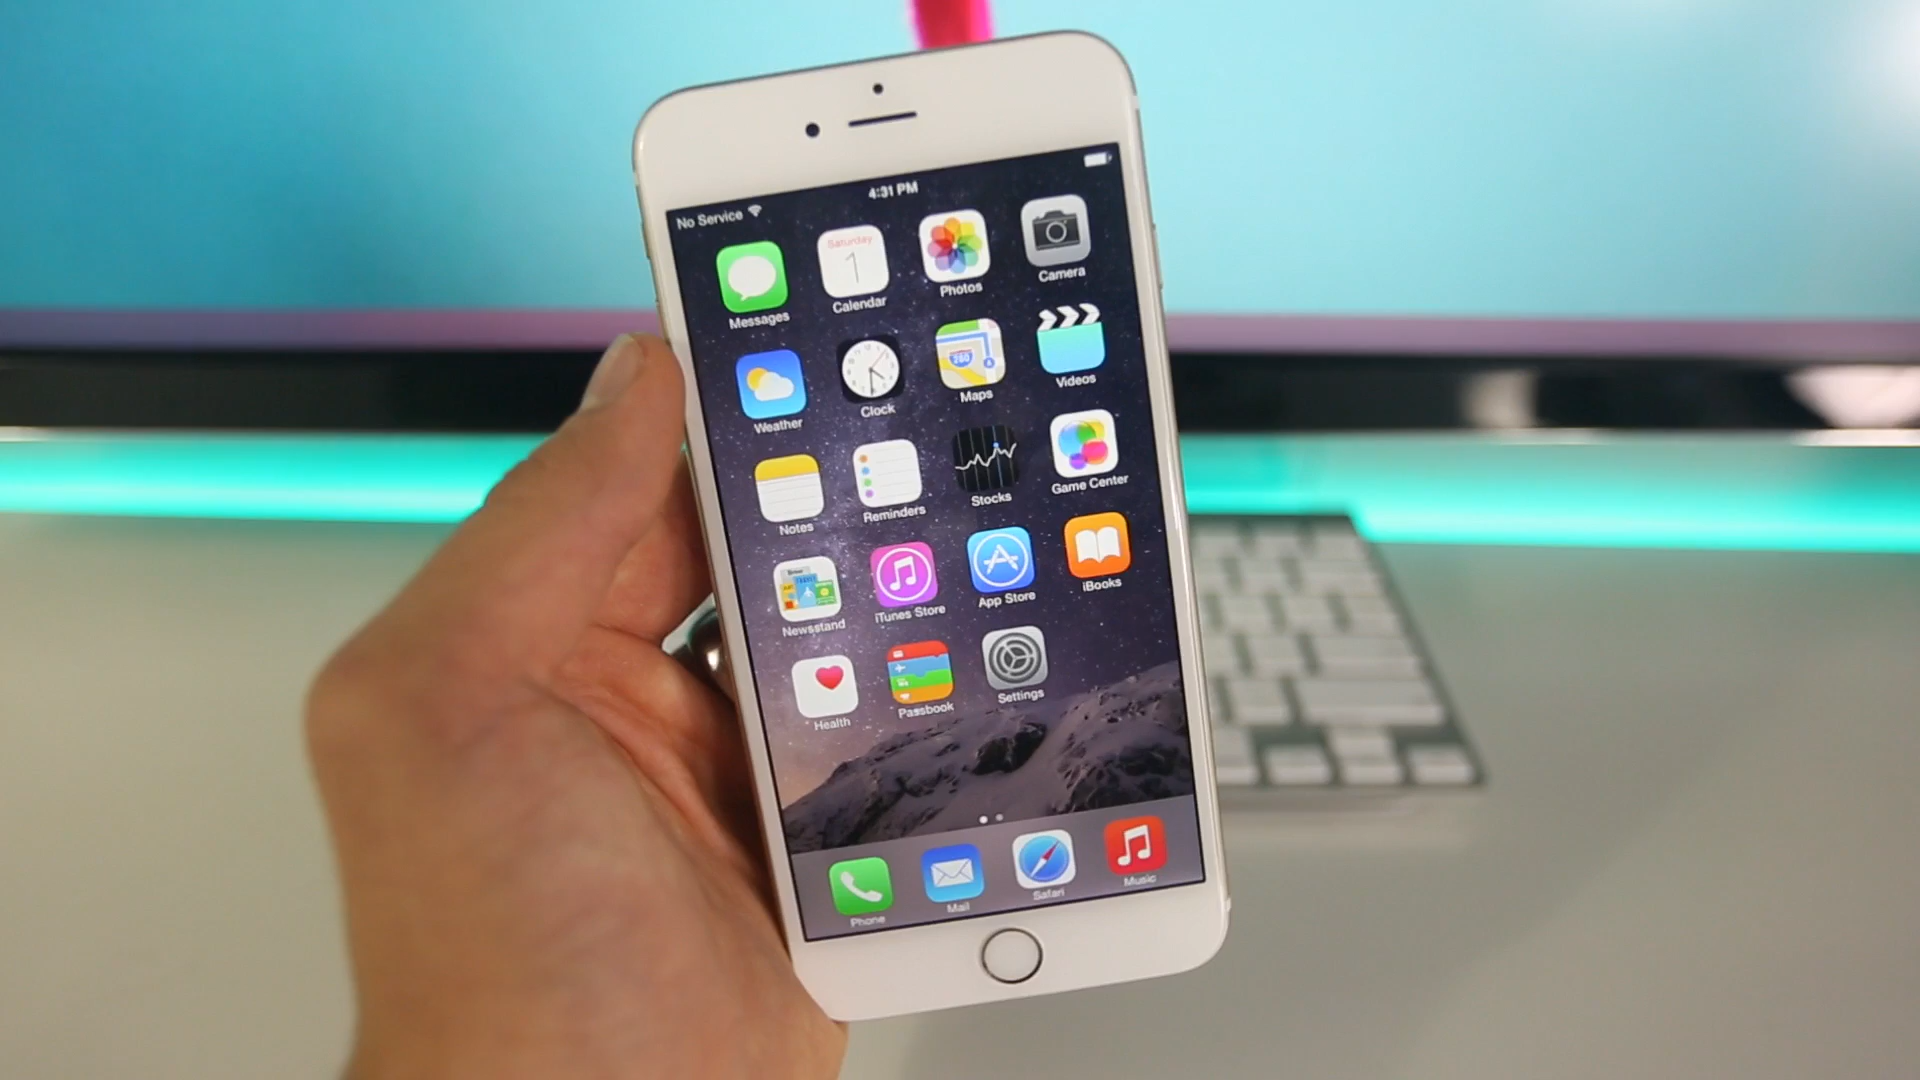 No Service 4:31 PM
Saturday
1
Messages Calendar Photos Camera
280
Weather Clock Maps Videos
Notes Reminders Stocks Game Center
Newsstand iTunes Store App Store iBooks
Health Passbook Settings
Phone Mail Safari Music